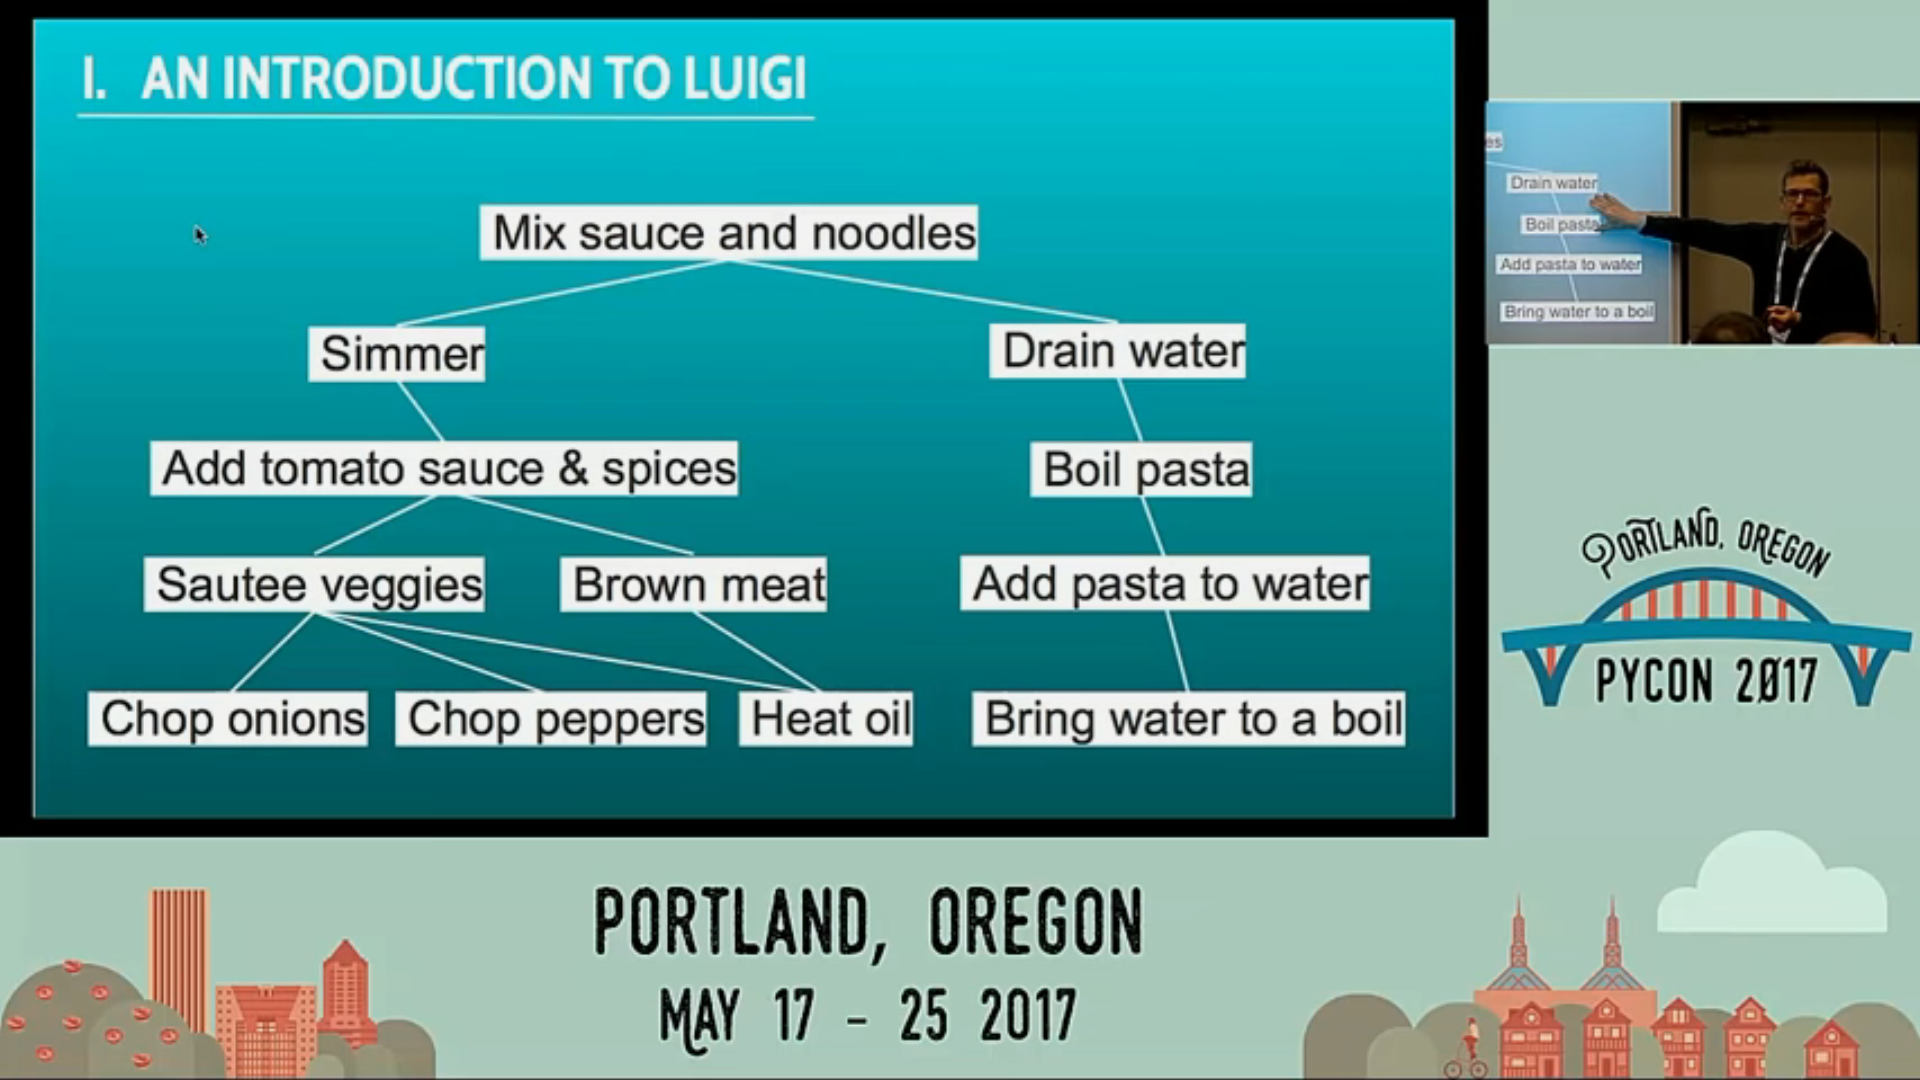 I. AN INTRODUCTION TO LUIGI
Mix sauce and noodles
Simmer
Drain water
Add tomato sauce & spices
Boil pasta
Sautee veggies
Brown meat
Add pasta to water
Chop onions
Chop peppers
Heat oil
Bring water to a boil
es
Drain water
Boil pasta
Add pasta to water
Bring water to a boil
PORTLAND, OREGON
PYCON 2017
PORTLAND, OREGON
MAY 17 - 25 2017